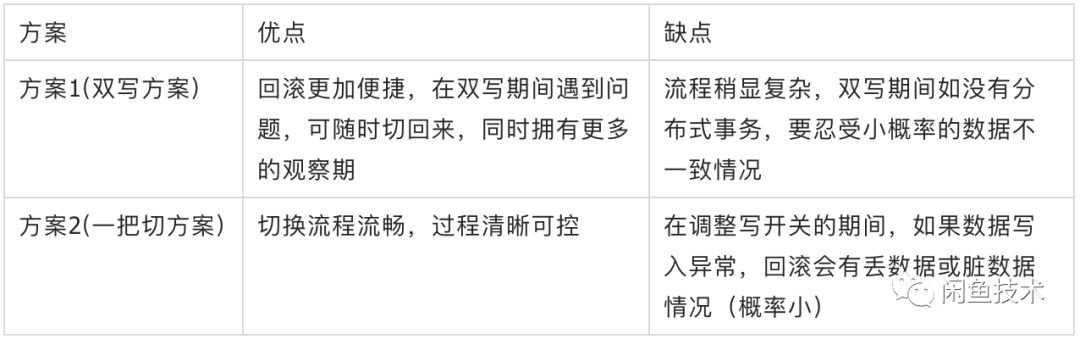 方案
优点
缺点
方案1(双写方案)
回滚更加便捷，在双写期间遇到问
题，可随时切回来，同时拥有更多
的观察期
流程稍显复杂，双写期间如没有分
布式事务，要忍受小概率的数据不
一致情况
方案2(一把切方案)
切换流程流畅，过程清晰可控
在调整写开关的期间，如果数据写
入异常，回滚会有丢数据或脏数据
情况（概率小）
闲鱼技术